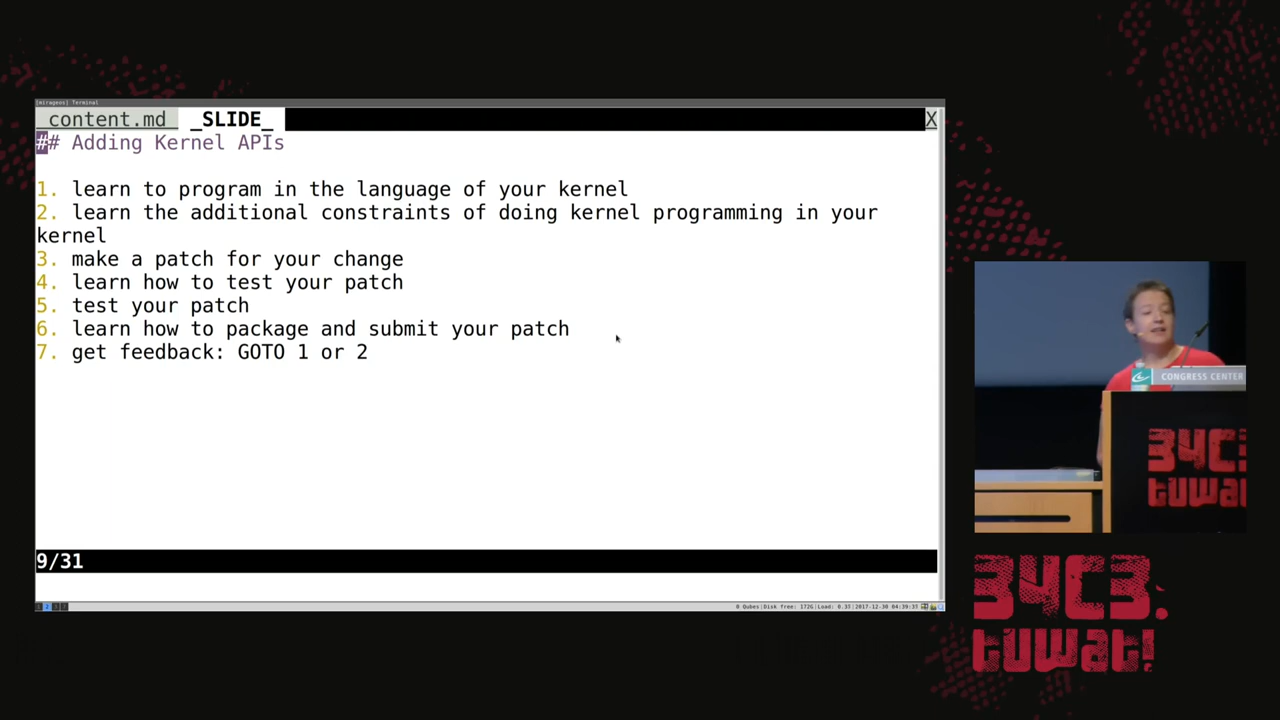 [mirageos] Terminal
content.md _SLIDE_ X
## Adding Kernel APIs
1. learn to program in the language of your kernel
2. learn the additional constraints of doing kernel programming in your
kernel
3. make a patch for your change
4. learn how to test your patch
5. test your patch
6. learn how to package and submit your patch
7. get feedback: GOTO 1 or 2
9/31
CONGRESS CENTER
34C3
tuwat
34C3.
tuwat!